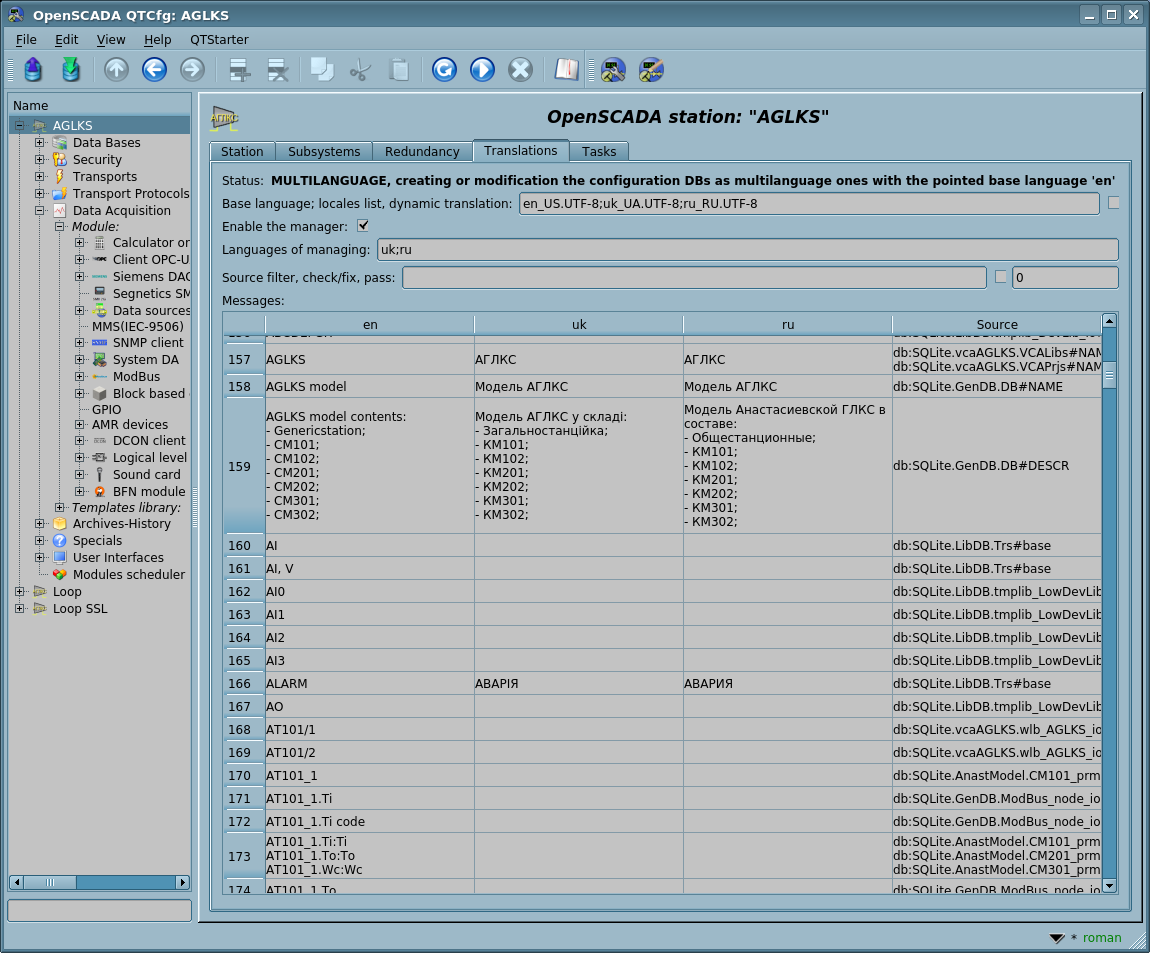 OpenSCADA QTCfg: AGLKS
File Edit View Help QTStarter
Name
AGLKS
Data Bases
Security
Transports
Transport Protocols
Data Acquisition
Module:
Calculator on
Client OPC-U
Siemens DAC
Segnetics SM
Data sources
MMS(IEC-9506)
SNMP client
System DA
ModBus
Block based
GPIO
AMR devices
DCON client
Logical level
Sound card
BFN module
Templates library:
Archives-History
Specials
User Interfaces
Modules scheduler
Loop
Loop SSL
АГЛКС
OpenSCADA station: "AGLKS"
Station Subsystems Redundancy Translations Tasks
Status: MULTILANGUAGE, creating or modification the configuration DBs as multilanguage ones with the pointed base language 'en'
Base language; locales list, dynamic translation: en_US.UTF-8;uk_UA.UTF-8;ru_RU.UTF-8
Enable the manager:
Languages of managing: uk;ru
Source filter, check/fix, pass: 0
Messages:
en uk ru Source
157 AGLKS АГЛКС АГЛКС db:SQLite.vcaAGLKS.VCALibs#NAM
db:SQLite.vcaAGLKS.VCAPrjs#NAM
158 AGLKS model Модель АГЛКС Модель АГЛКС db:SQLite.GenDB.DB#NAME
159
AGLKS model contents:
- Genericstation;
- CM101;
- CM102;
- CM201;
- CM202;
- CM301;
- CM302;
Модель АГЛКС у складі:
- Загальностанційка;
- КМ101;
- КМ102;
- КМ201;
- КМ202;
- КМ301;
- КМ302;
Модель Анастасиевской ГЛКС в
составе:
- Общестанционные;
- КМ101;
- КМ102;
- КМ201;
- КМ202;
- КМ301;
- КМ302;
db:SQLite.GenDB.DB#DESCR
160 AI db:SQLite.LibDB.Trs#base
161 AI, V db:SQLite.LibDB.Trs#base
162 AI0 db:SQLite.LibDB.tmplib_LowDevLib
163 AI1 db:SQLite.LibDB.tmplib_LowDevLib
164 AI2 db:SQLite.LibDB.tmplib_LowDevLib
165 AI3 db:SQLite.LibDB.tmplib_LowDevLib
166 ALARM АВАРІЯ АВАРИЯ db:SQLite.LibDB.Trs#base
167 AO db:SQLite.LibDB.tmplib_LowDevLib
168 AT101/1 db:SQLite.vcaAGLKS.wlb_AGLKS_io
169 AT101/2 db:SQLite.vcaAGLKS.wlb_AGLKS_io
170 AT101_1 db:SQLite.AnastModel.CM101_prm
171 AT101_1.Ti db:SQLite.GenDB.ModBus_node_io
172 AT101_1.Ti code db:SQLite.GenDB.ModBus_node_io
173
AT101_1.Ti:Ti
AT101_1.To:To
AT101_1.Wc:Wc
db:SQLite.AnastModel.CM101_prm
db:SQLite.AnastModel.CM201_prm
db:SQLite.AnastModel.CM301_prm
174 AT101_1.To db:SQLite.GenDB.ModBus_node_io
* roman